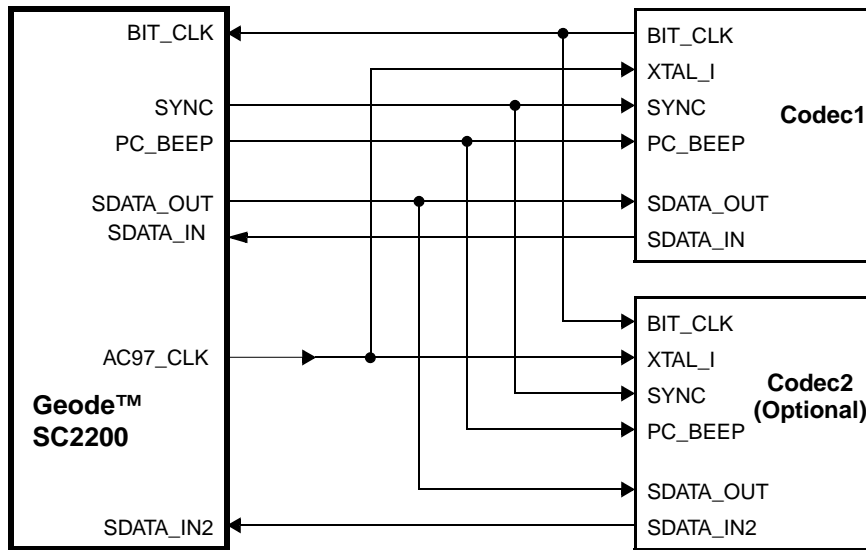 BIT_CLK
SYNC
PC_BEEP
SDATA_OUT
SDATA_IN
AC97_CLK
Geode™
SC2200
SDATA_IN2
BIT_CLK
XTAL_I
SYNC
PC_BEEP
SDATA_OUT
SDATA_IN
Codec1
BIT_CLK
XTAL_I
SYNC
PC_BEEP
SDATA_OUT
SDATA_IN2
Codec2
(Optional)